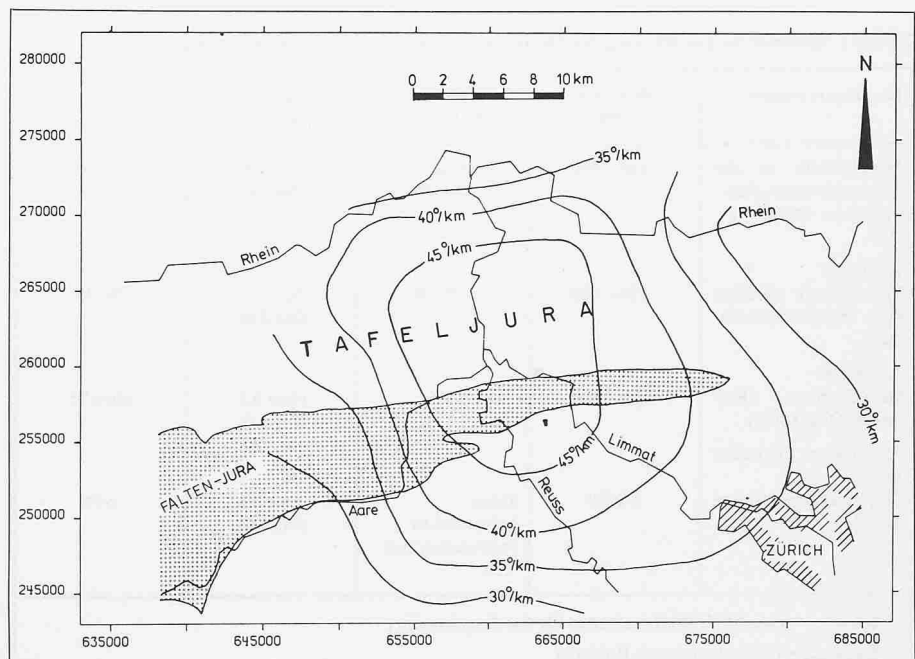 280000
275000
270000
265000
260000
255000
250000
245000
635000
645000
655000
665000
675000
685000
0 2 4 6 8 10 km
N
35°/km
40°/km
45°/km
Rhein
Rhein
TAFELJURA
30°/km
45°/km
Limmat
FALTEN-JURA
Aare
Reuss
40°/km
35°/km
30°/km
ZÜRICH